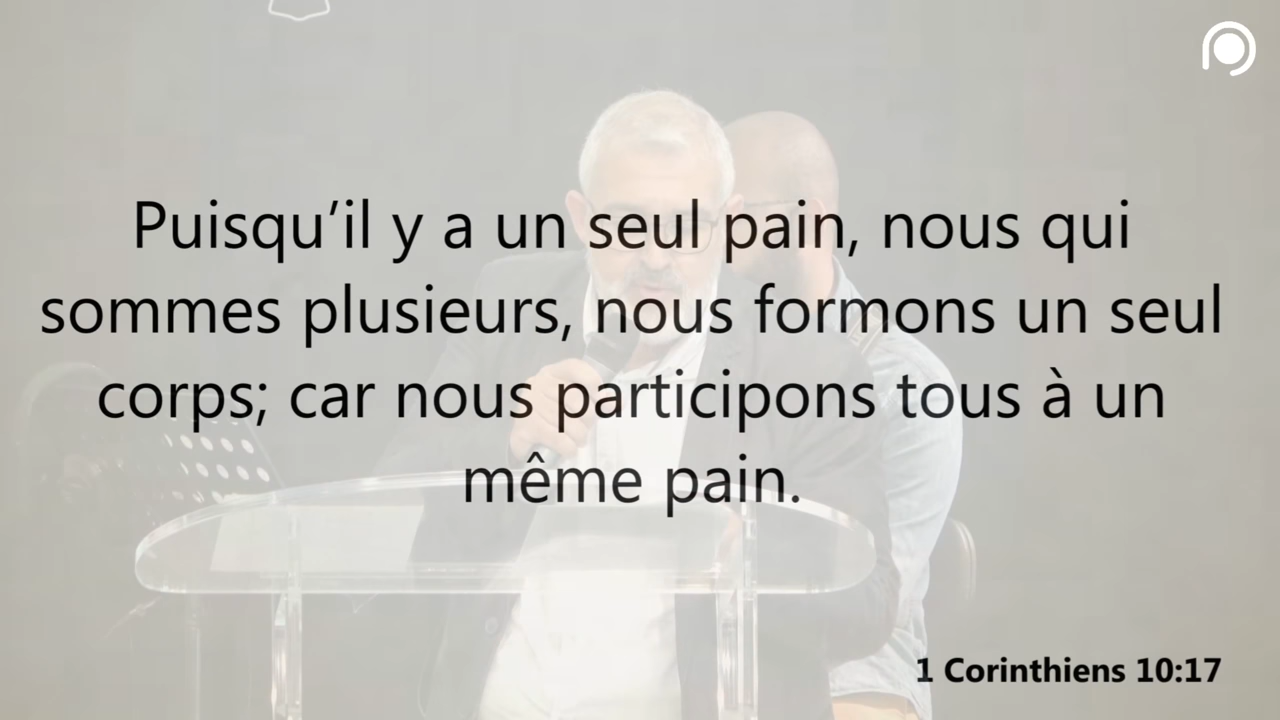 Puisqu’il y a un seul pain, nous qui
sommes plusieurs, nous formons un seul
corps; car nous participons tous à un
même pain.
1 Corinthiens 10:17